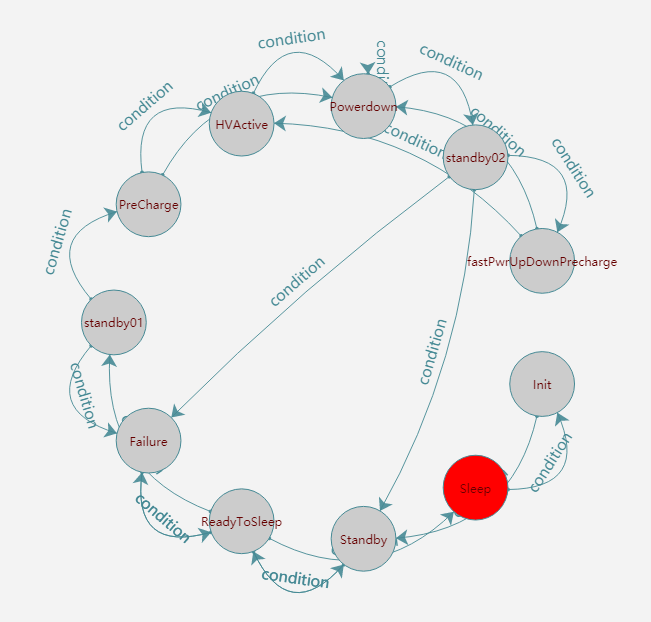 condition
condition
condition
condition
condition
condition
HVActive
Powerdown
condition
condition
condition
standby02
PreCharge
condition
fastPwrUpDownPrecharge
condition
standby01
condition
condition
Init
Failure
condition
Sleep
condition
ReadyToSleep
Standby
condition